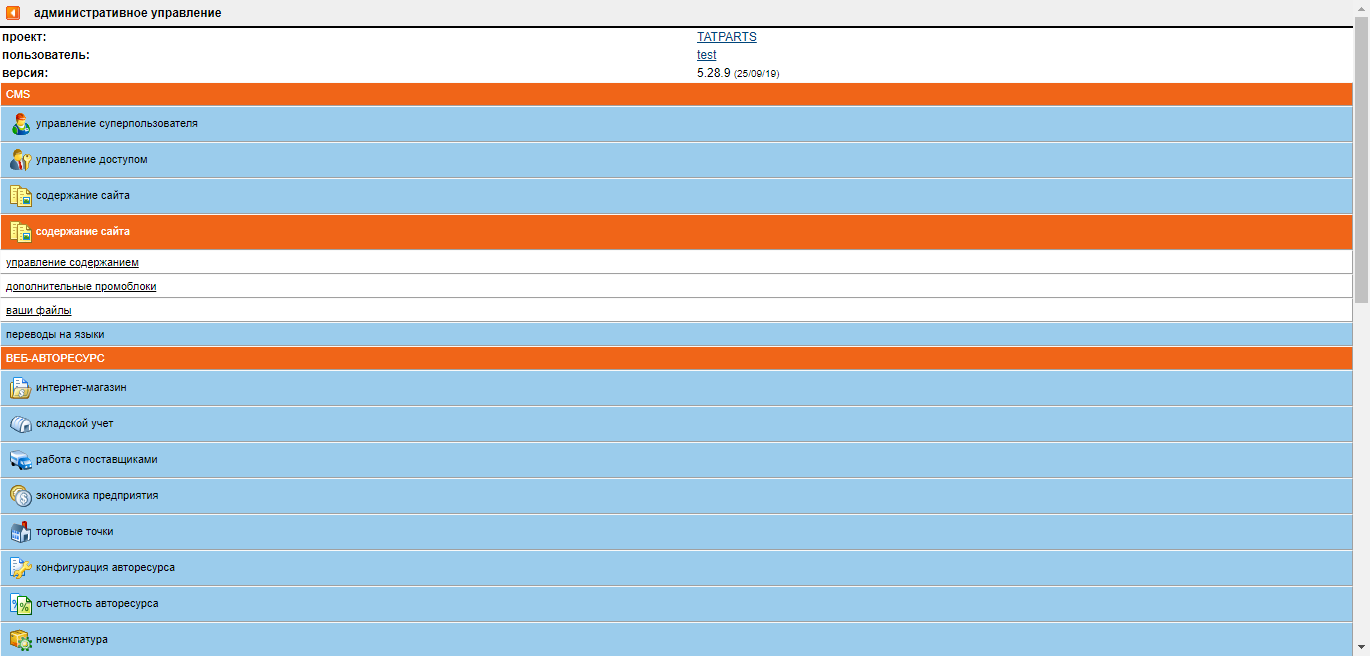 административное управление
проект: TATPARTS
пользователь: test
версия: 5.28.9 (25/09/19)
CMS
управление суперпользователя
управление доступом
содержание сайта
содержание сайта
управление содержанием
дополнительные промоблоки
ваши файлы
переводы на языки
ВЕБ-АВТОРЕСУРС
интернет-магазин
складской учет
работа с поставщиками
экономика предприятия
торговые точки
конфигурация авторесурса
отчетность авторесурса
номенклатура